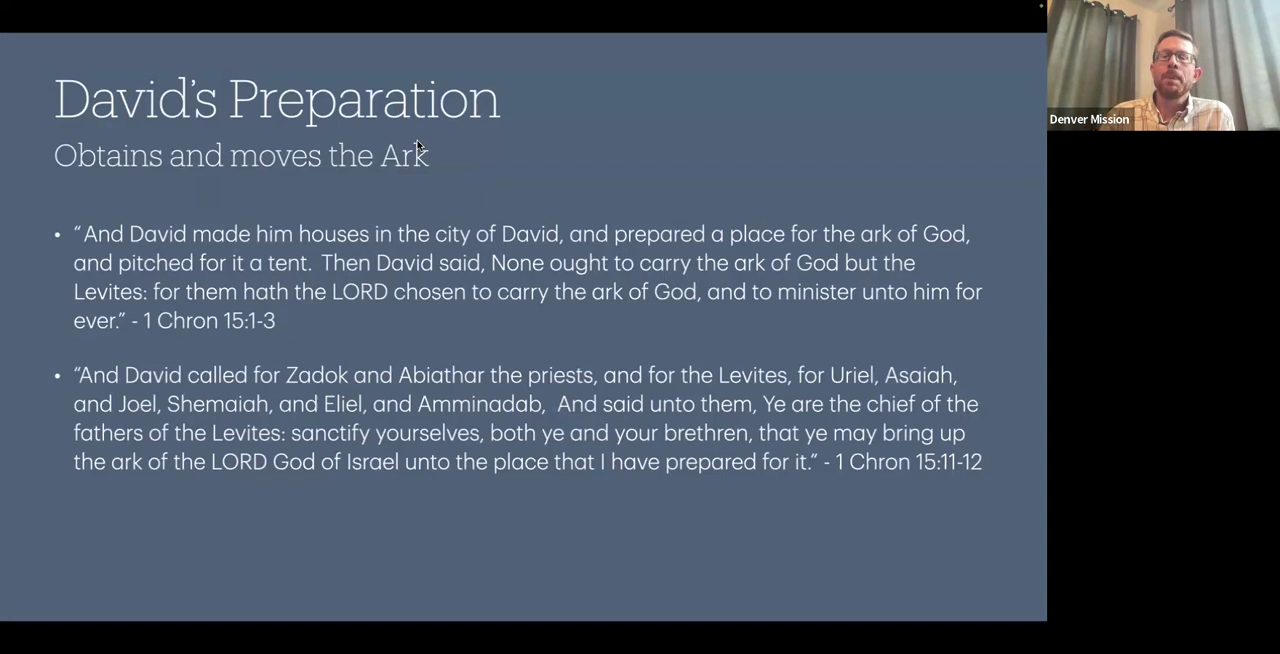 David's Preparation
Obtains and moves the Ark
• “ And David made him houses in the city of David, and prepared a place for the ark of God,
and pitched for it a tent.  Then David said, None ought to carry the ark of God but the
Levites: for them hath the LORD chosen to carry the ark of God, and to minister unto him for
ever.” - 1 Chron 15:1-3
• “And David called for Zadok and Abiathar the priests, and for the Levites, for Uriel, Asaiah,
and Joel, Shemaiah, and Eliel, and Amminadab,  And said unto them, Ye are the chief of the
fathers of the Levites: sanctify yourselves, both ye and your brethren, that ye may bring up
the ark of the LORD God of Israel unto the place that I have prepared for it.” - 1 Chron 15:11-12
Denver Mission